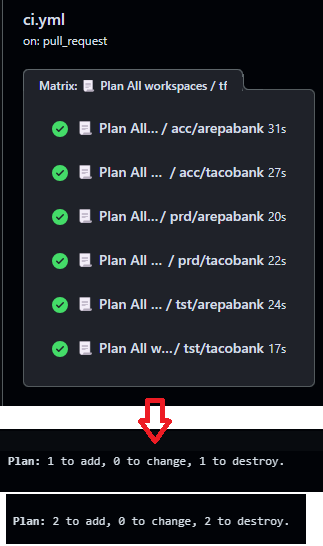 ci.yml
on: pull_request
Matrix: 📃 Plan All workspaces / tf
📃 Plan All... / acc/arepabank 31s
📃 Plan All ... / acc/tacobank 27s
📃 Plan All.../ prd/arepabank 20s
📃 Plan All ... / prd/tacobank 22s
📃 Plan All ... / tst/arepabank 24s
📃 Plan All w.../ tst/tacobank 17s
Plan: 1 to add, 0 to change, 1 to destroy.
Plan: 2 to add, 0 to change, 2 to destroy.